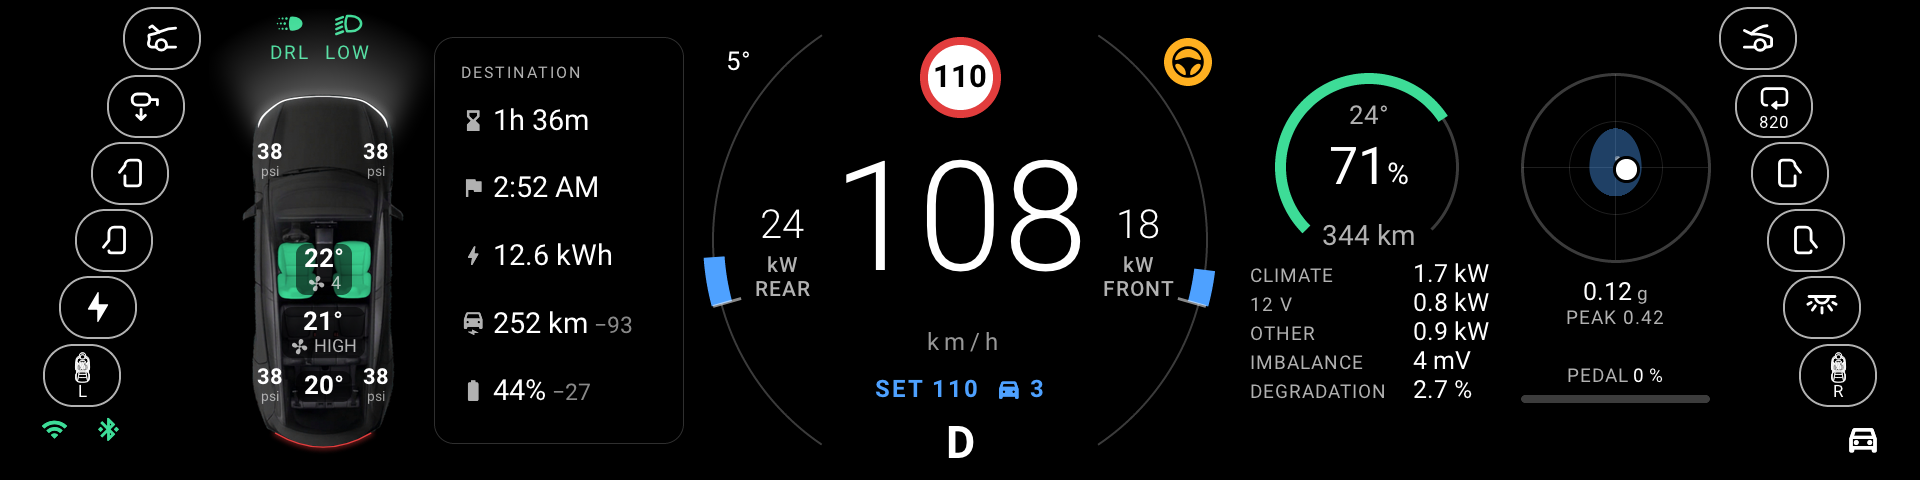 DRL LOW
38 psi
38 psi
22°
4
21°
HIGH
38 psi
20°
38 psi
L
DESTINATION
1h 36m
2:52 AM
12.6 kWh
252 km −93
44% −27
5°
110
108
24
kW
REAR
18
kW
FRONT
km/h
SET 110 3
D
24°
71%
344 km
CLIMATE 1.7 kW
12 V 0.8 kW
OTHER 0.9 kW
IMBALANCE 4 mV
DEGRADATION 2.7 %
0.12 g
PEAK 0.42
PEDAL 0 %
820
R